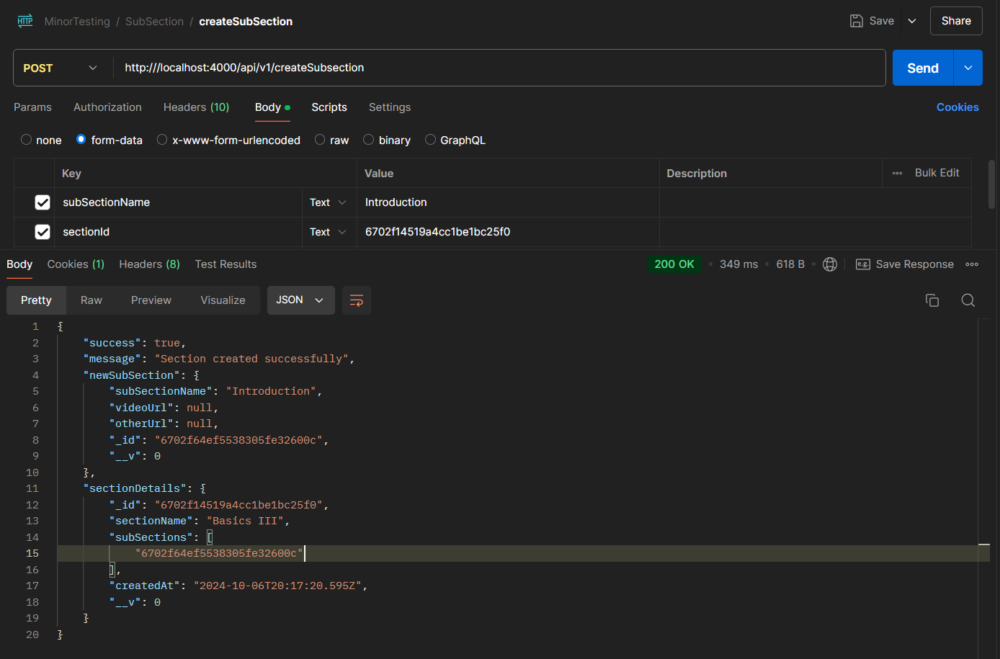 HTTP MinorTesting / SubSection / createSubSection Save Share
POST http:///localhost:4000/api/v1/createSubsection Send
Params Authorization Headers (10) Body Scripts Settings Cookies
none form-data x-www-form-urlencoded raw binary GraphQL
Key Value Description Bulk Edit
subSectionName Text Introduction
sectionId Text 6702f14519a4cc1be1bc25f0
Body Cookies (1) Headers (8) Test Results 200 OK 349 ms 618 B e.g. Save Response
Pretty Raw Preview Visualize JSON
1 {
2 "success": true,
3 "message": "Section created successfully",
4 "newSubSection": {
5 "subSectionName": "Introduction",
6 "videoUrl": null,
7 "otherUrl": null,
8 "_id": "6702f64ef5538305fe32600c",
9 "__v": 0
10 },
11 "sectionDetails": {
12 "_id": "6702f14519a4cc1be1bc25f0",
13 "sectionName": "Basics III",
14 "subSections": [
15 "6702f64ef5538305fe32600c"
16 ],
17 "createdAt": "2024-10-06T20:17:20.595Z",
18 "__v": 0
19 }
20 }